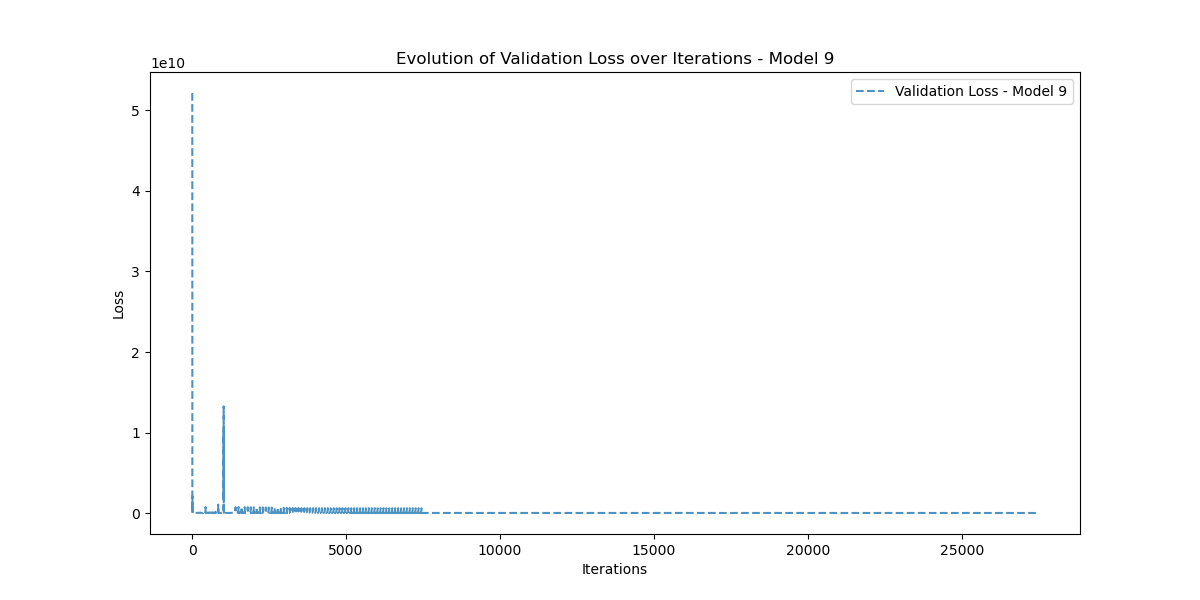 Evolution of Validation Loss over Iterations - Model 9
1e10
Validation Loss - Model 9
5
4
3
2
1
0
Loss
0 5000 10000 15000 20000 25000
Iterations